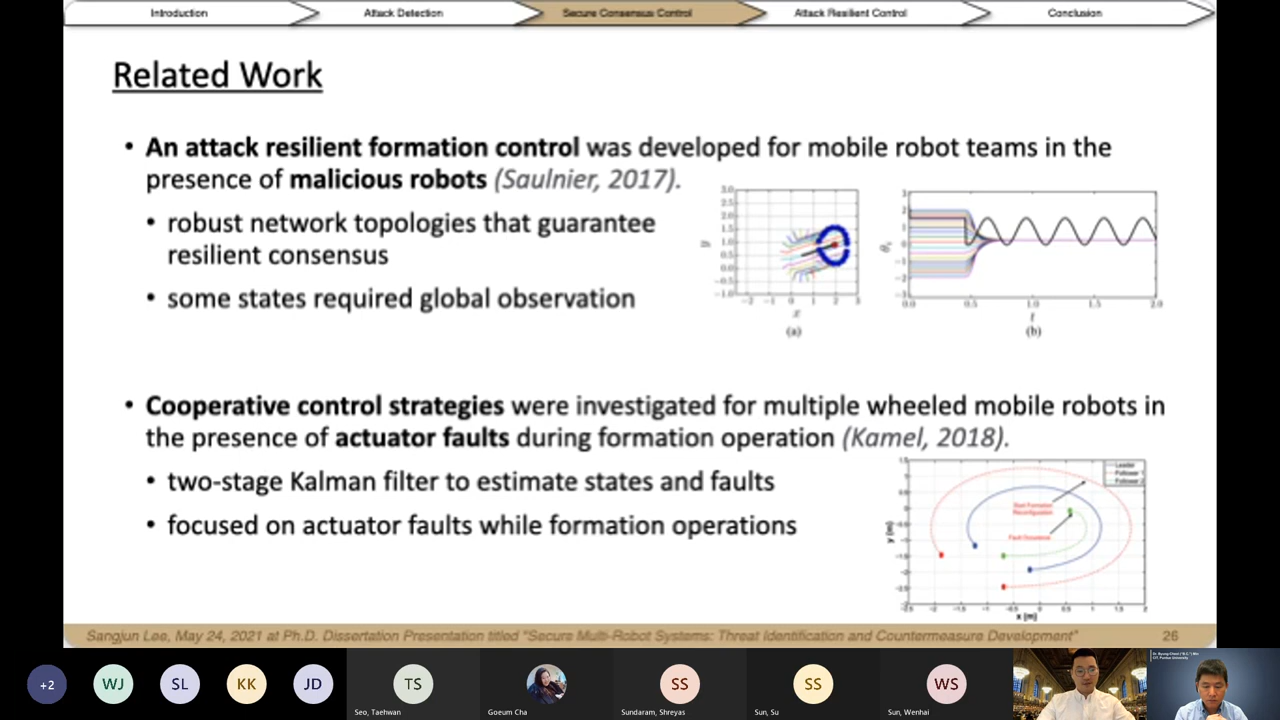 Introduction
Attack Detection
Secure Consensus Control
Attack Resilient Control
Conclusion
Related Work
• An attack resilient formation control was developed for mobile robot teams in the
presence of malicious robots (Saulnier, 2017).
• robust network topologies that guarantee
resilient consensus
• some states required global observation
(a)
(b)
• Cooperative control strategies were investigated for multiple wheeled mobile robots in
the presence of actuator faults during formation operation (Kamel, 2018).
• two-stage Kalman filter to estimate states and faults
• focused on actuator faults while formation operations
Start Formation
Reconfiguration
Fault Occurrence
Leader
y (m)
x (m)
Sangjun Lee, May 24, 2021 at Ph.D. Dissertation Presentation titled "Secure Multi-Robot Systems: Threat Identification and Countermeasure Development"
26
+2
WJ
SL
KK
JD
TS
Seo, Taehwan
Goeum Cha
SS
Sundaram, Shreyas
SS
Sun, Su
WS
Sun, Wenhai